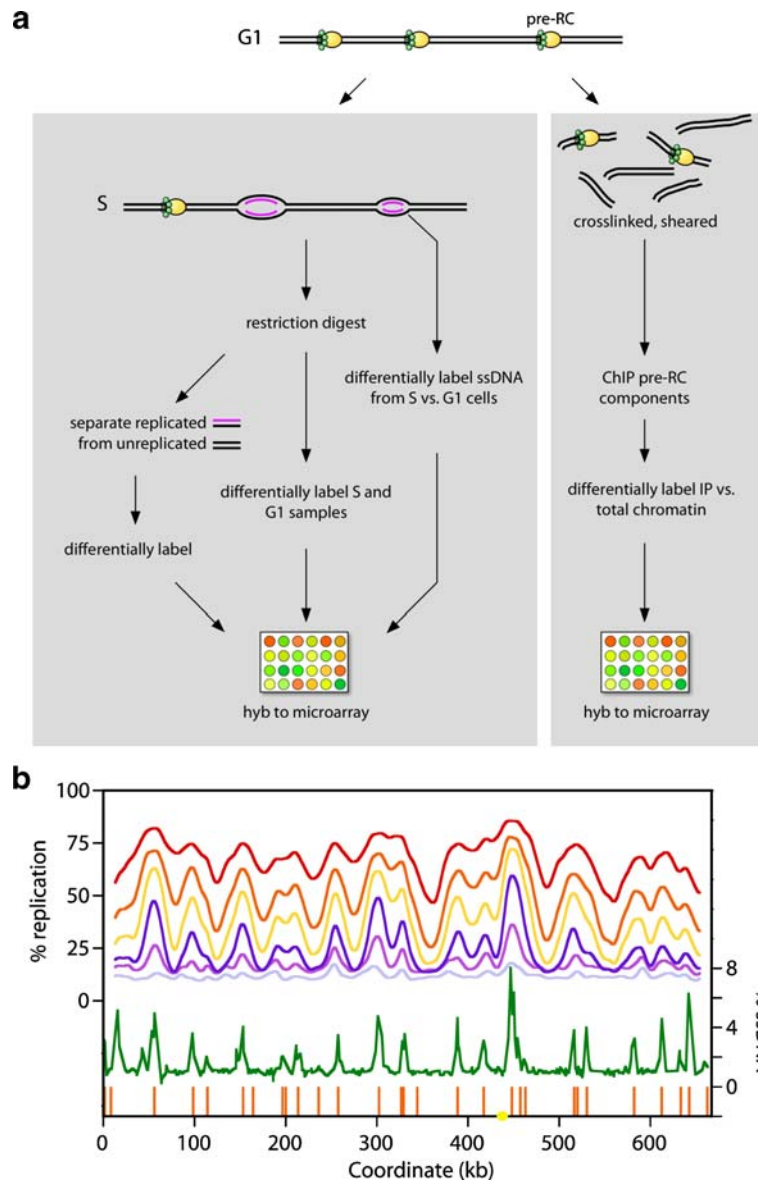 a
G1
pre-RC
S
crosslinked, sheared
restriction digest
differentially label ssDNA
from S vs. G1 cells
ChIP pre-RC
components
separate replicated
from unreplicated
differentially label S and
G1 samples
differentially label IP vs.
total chromatin
differentially label
hyb to microarray
hyb to microarray
b
100
75
50
25
0
% replication
8
4
0
0
100
200
300
400
500
600
Coordinate (kb)